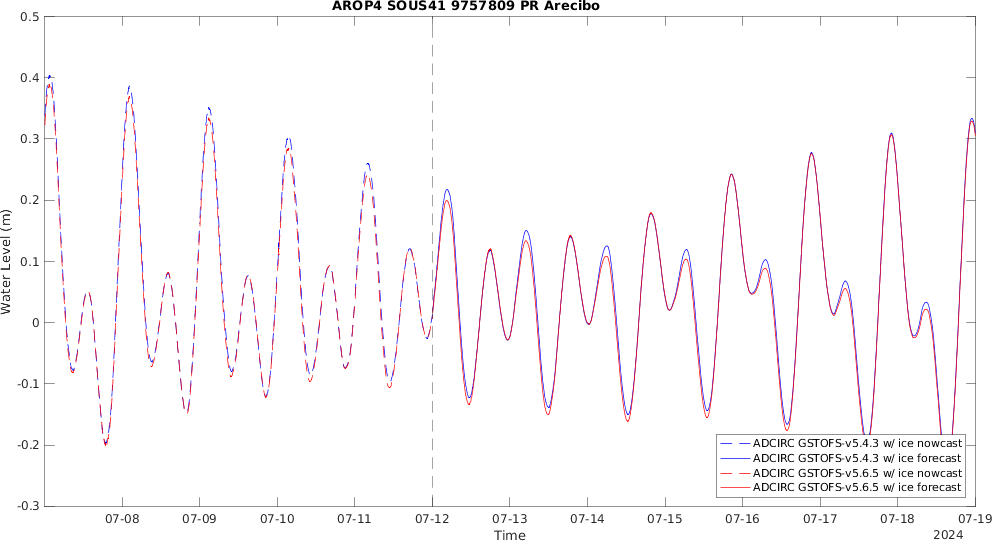 AROP4 SOUS41 9757809 PR Arecibo
0.5
0.4
0.3
0.2
0.1
0
-0.1
-0.2
-0.3
Water Level (m)
ADCIRC GSTOFS-v5.4.3 w/ ice nowcast
ADCIRC GSTOFS-v5.4.3 w/ ice forecast
ADCIRC GSTOFS-v5.6.5 w/ ice nowcast
ADCIRC GSTOFS-v5.6.5 w/ ice forecast
07-08 07-09 07-10 07-11 07-12 07-13 07-14 07-15 07-16 07-17 07-18 07-19
Time
2024